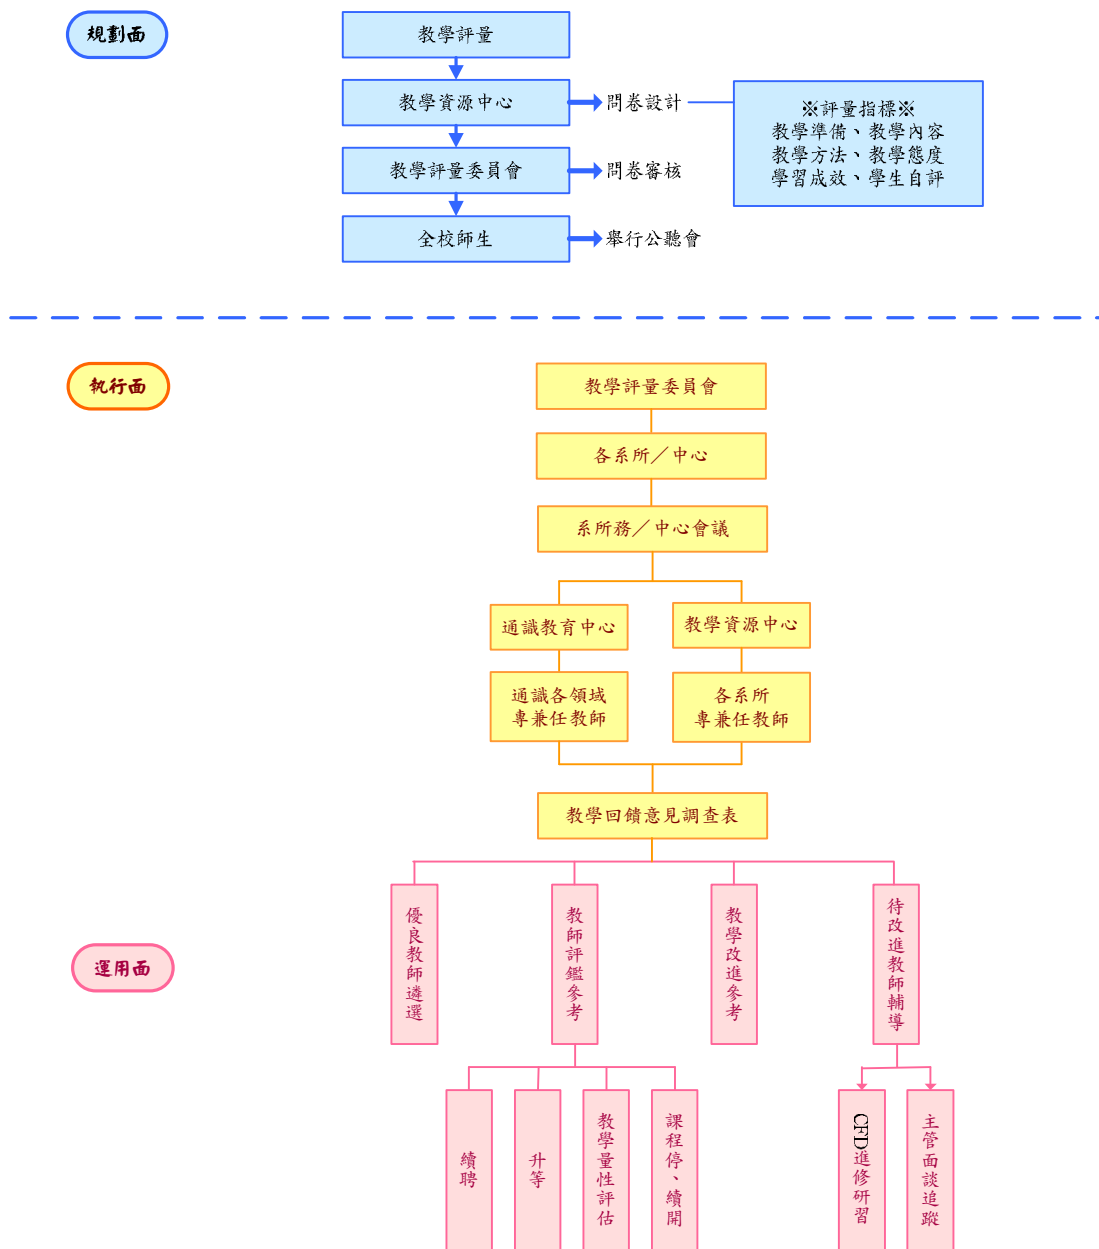 規劃面
教學評量
教學資源中心
問卷設計
※評量指標※
教學準備、教學內容
教學方法、教學態度
學習成效、學生自評
教學評量委員會
問卷審核
全校師生
舉行公聽會
執行面
教學評量委員會
各系所／中心
系所務／中心會議
通識教育中心
教學資源中心
通識各領域
專兼任教師
各系所
專兼任教師
教學回饋意見調查表
運用面
優良教師遴選
教師評鑑參考
教學改進參考
待改進教師輔導
續聘
升等
教學量性評估
課程停、續開
CFD進修研習
主管面談追蹤